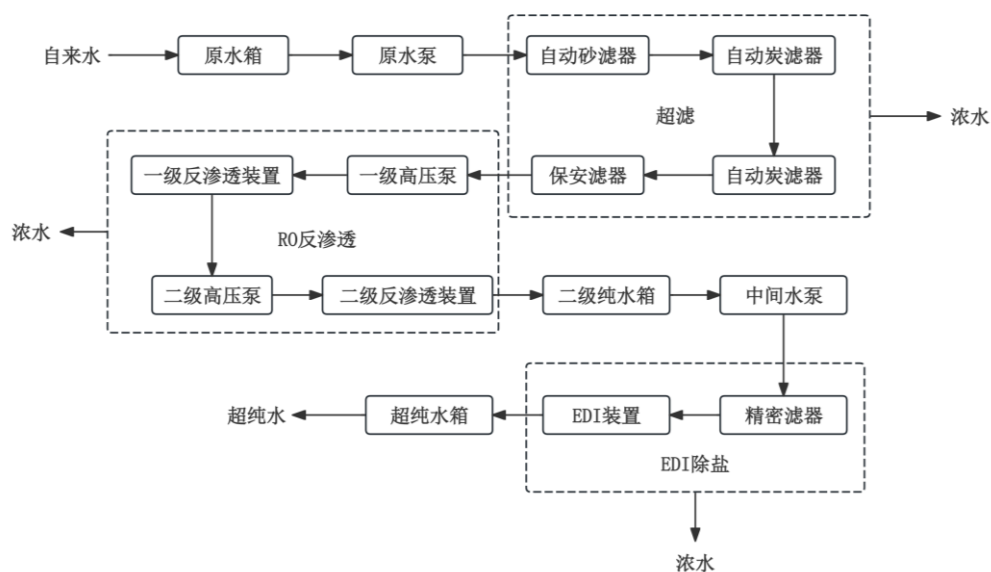 自来水
原水箱
原水泵
自动砂滤器
自动炭滤器
超滤
浓水
一级反渗透装置
一级高压泵
保安滤器
自动炭滤器
浓水
RO反渗透
二级高压泵
二级反渗透装置
二级纯水箱
中间水泵
超纯水
超纯水箱
EDI装置
精密滤器
EDI除盐
浓水